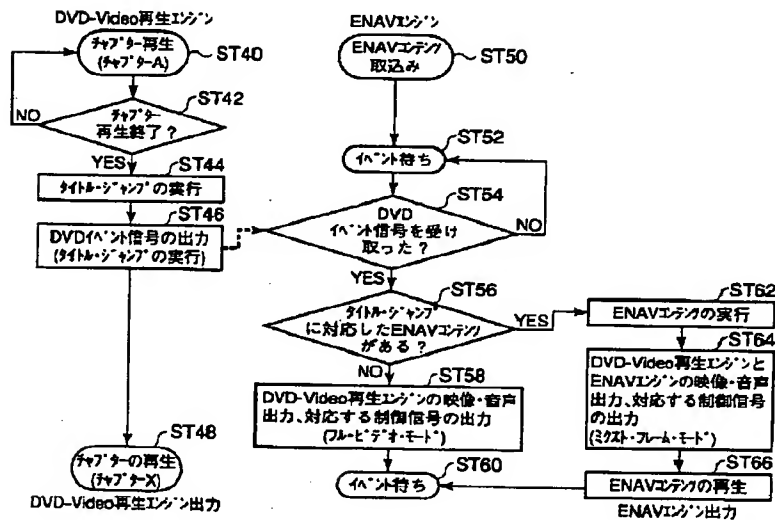 DVD-Video再生エンジン
チャプター再生
(チャプターA)
ST40
ST42
チャプター
再生終了?
NO
YES
ST44
タイトル・ジャンプの実行
ST46
DVDイベント信号の出力
(タイトル・ジャンプの実行)
ST48
チャプターの再生
(チャプターX)
DVD-Video再生エンジン出力
ENAVエンジン
ENAVコンテンツ
取込み
ST50
ST52
イベント待ち
ST54
DVD
イベント信号を受け
取った?
NO
YES
ST56
タイトル・ジャンプ
に対応したENAVコンテンツ
がある?
YES
NO
ST58
DVD-Video再生エンジンの映像・音声
出力、対応する制御信号の出力
(フル・ビデオ・モード)
ST60
イベント待ち
ST62
ENAVコンテンツの実行
ST64
DVD-Video再生エンジンと
ENAVエンジンの映像・音声
出力、対応する制御信号
の出力
(ミクスト・フレーム・モード)
ST66
ENAVコンテンツの再生
ENAVエンジン出力